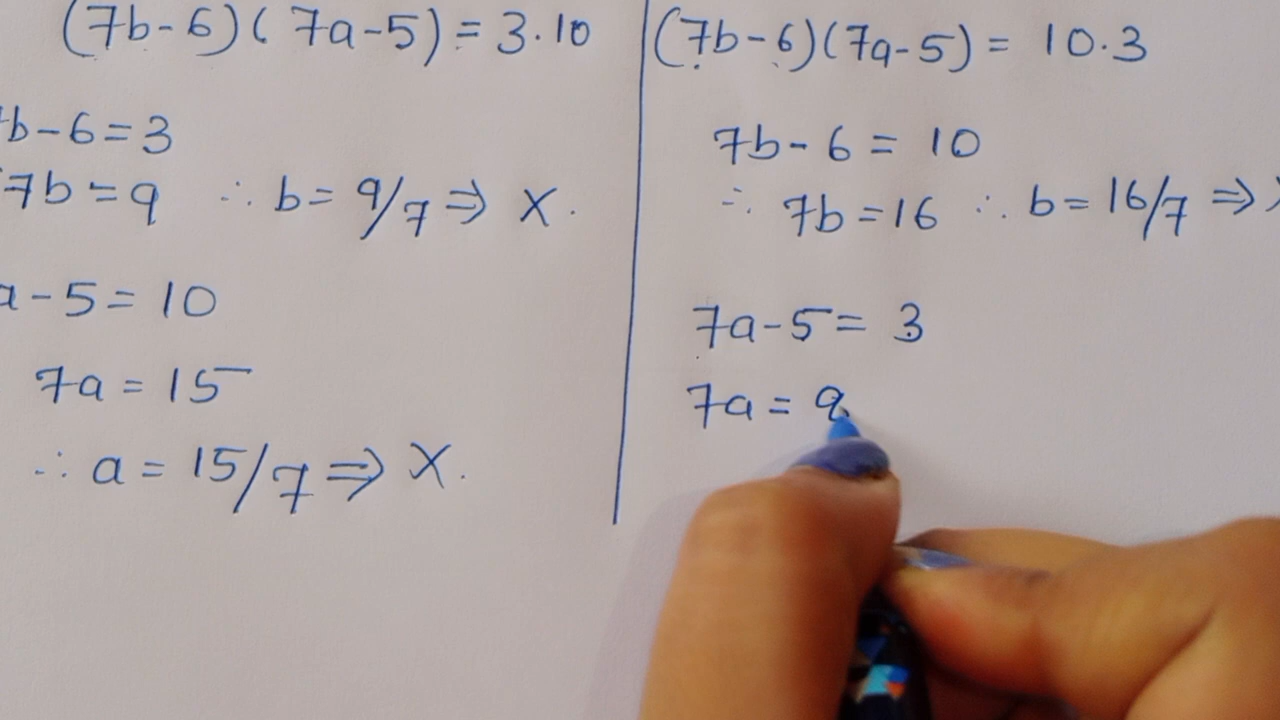 (7b-6)(7a-5) = 3.10
7b-6=3
7b = 9 ∴ b = 9/7 ⇒ X.
a-5 = 10
7a = 15
∴ a = 15/7 ⇒ X.
(7b-6)(7a-5) = 10.3
7b-6 = 10
∴ 7b = 16 ∴ b = 16/7 ⇒ X
7a-5 = 3
7a = 9